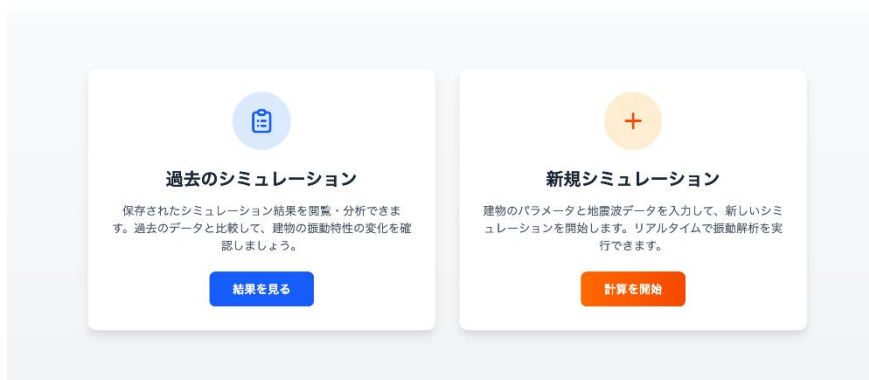 過去のシミュレーション
保存されたシミュレーション結果を閲覧・分析できま
す。過去のデータと比較して、建物の振動特性の変化を確
認しましょう。
結果を見る
新規シミュレーション
建物のパラメータと地震波データを入力して、新しいシミ
ュレーションを開始します。リアルタイムで振動解析を実
行できます。
計算を開始